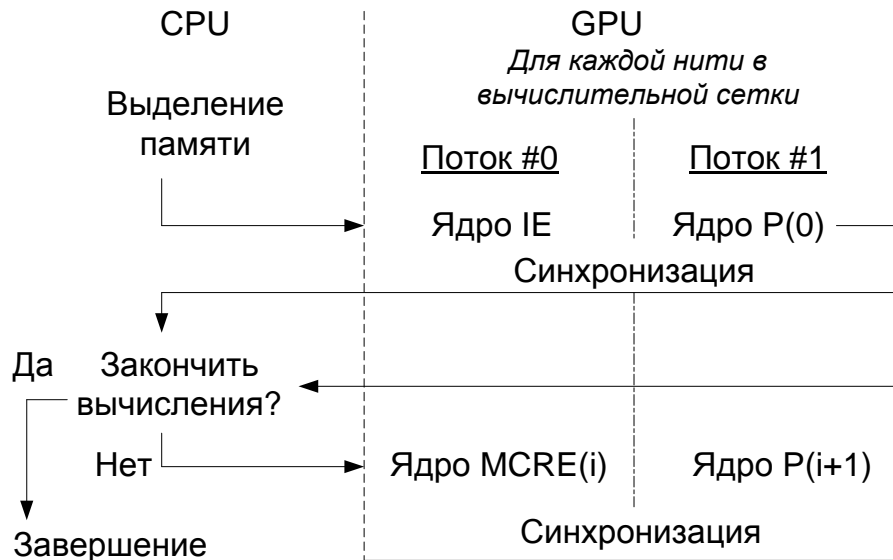 CPU
GPU
Для каждой нити в
вычислительной сетки
Выделение
памяти
Поток #0
Поток #1
Ядро IE
Ядро P(0)
Синхронизация
Да
Закончить
вычисления?
Нет
Ядро MCRE(i)
Ядро P(i+1)
Завершение
Синхронизация